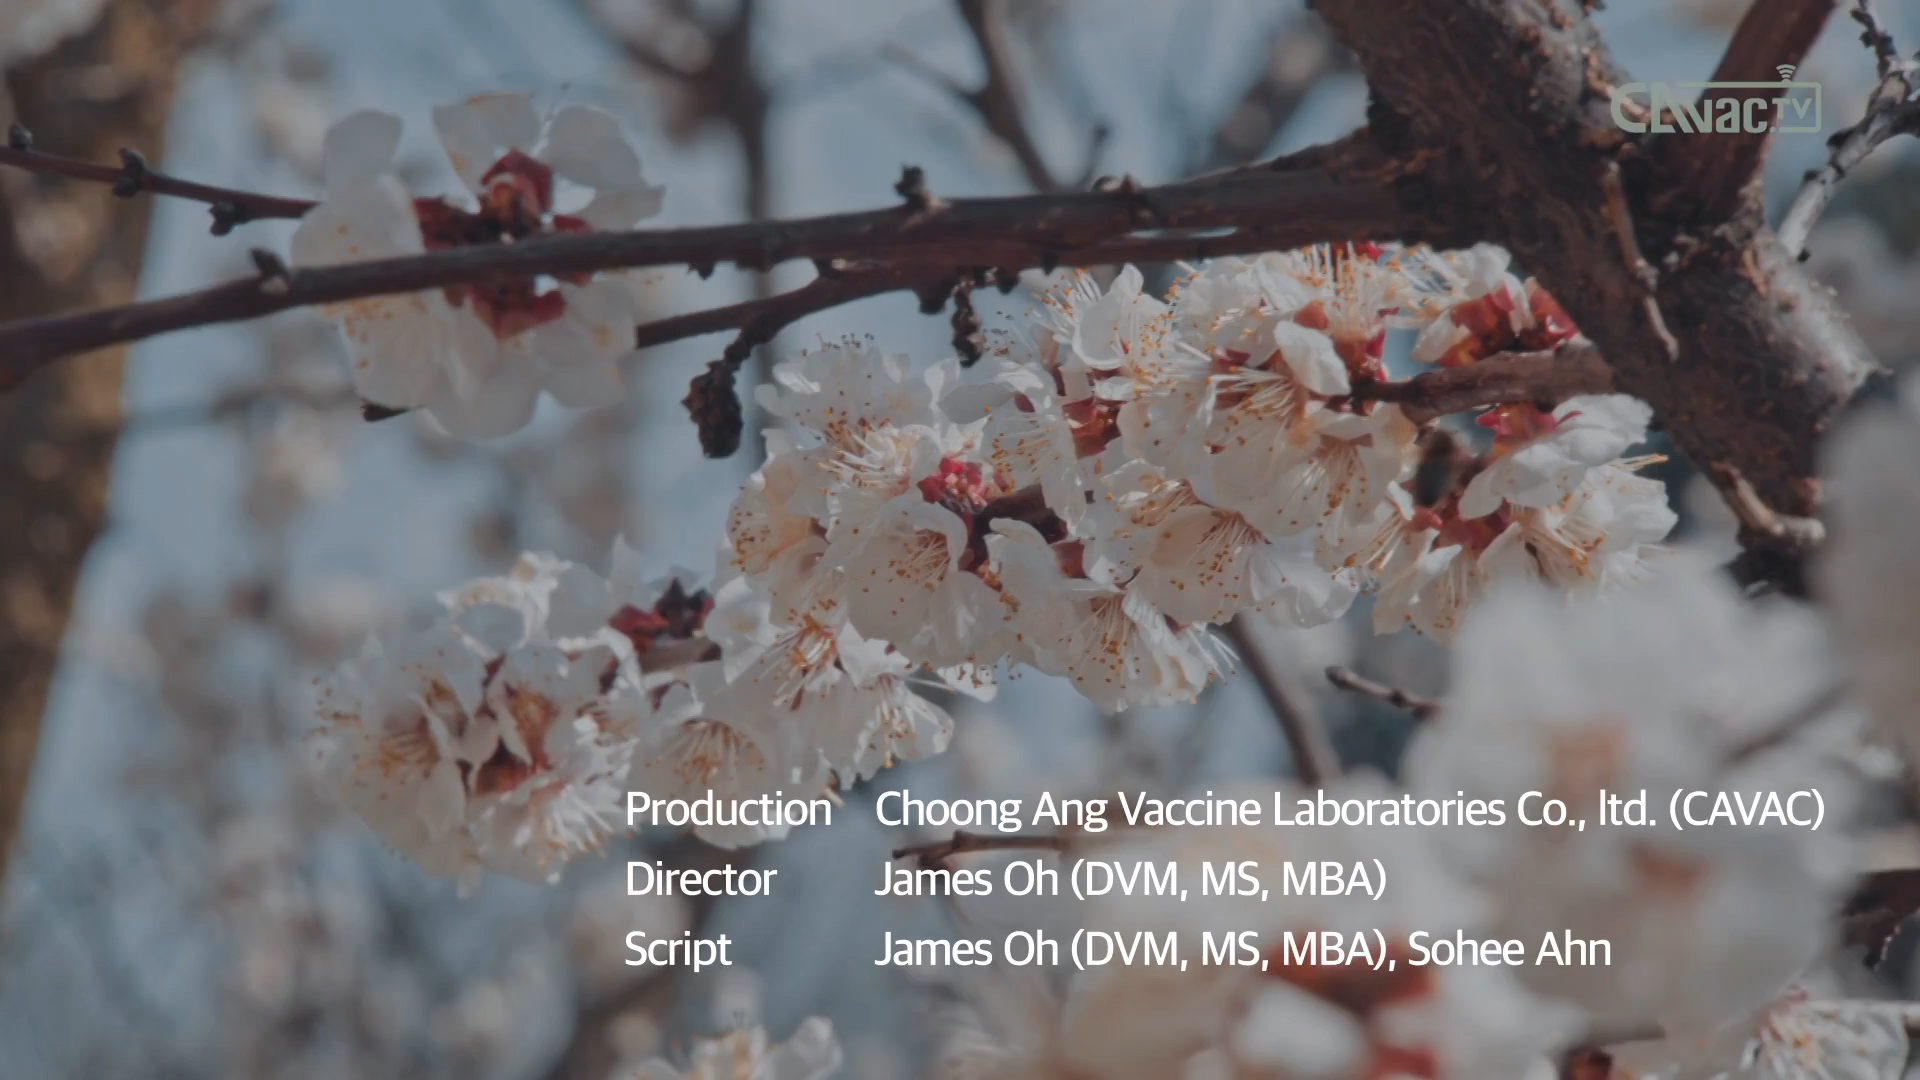 CAVac.TV
Production Choong Ang Vaccine Laboratories Co., ltd. (CAVAC)
Director James Oh (DVM, MS, MBA)
Script James Oh (DVM, MS, MBA), Sohee Ahn